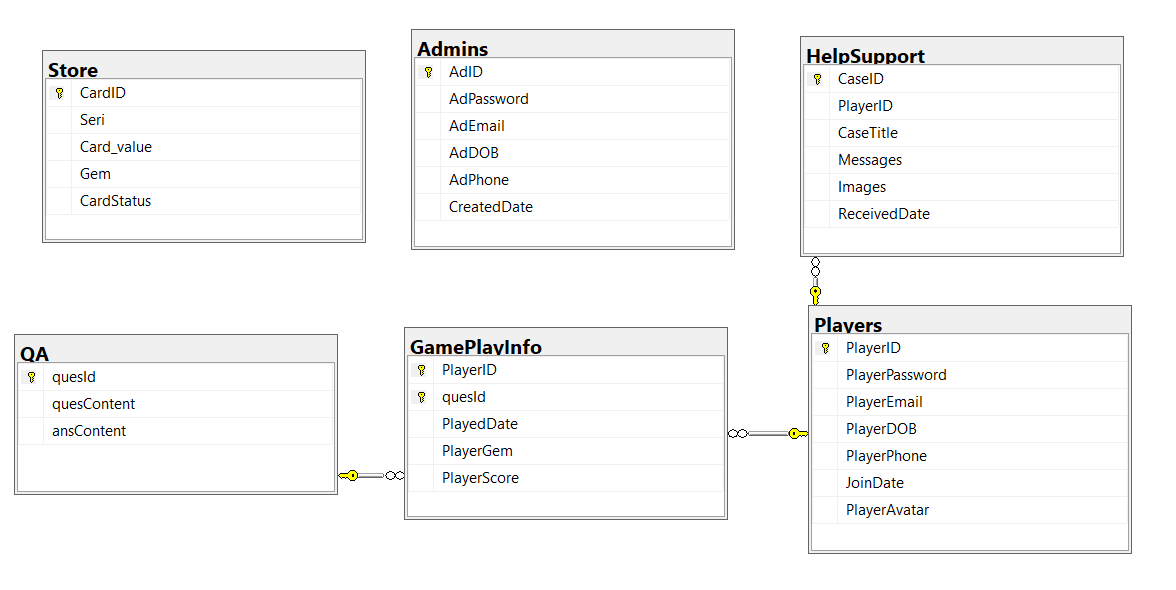 Store
CardID
Seri
Card_value
Gem
CardStatus
Admins
AdID
AdPassword
AdEmail
AdDOB
AdPhone
CreatedDate
HelpSupport
CaseID
PlayerID
CaseTitle
Messages
Images
ReceivedDate
QA
quesId
quesContent
ansContent
GamePlayInfo
PlayerID
quesId
PlayedDate
PlayerGem
PlayerScore
Players
PlayerID
PlayerPassword
PlayerEmail
PlayerDOB
PlayerPhone
JoinDate
PlayerAvatar